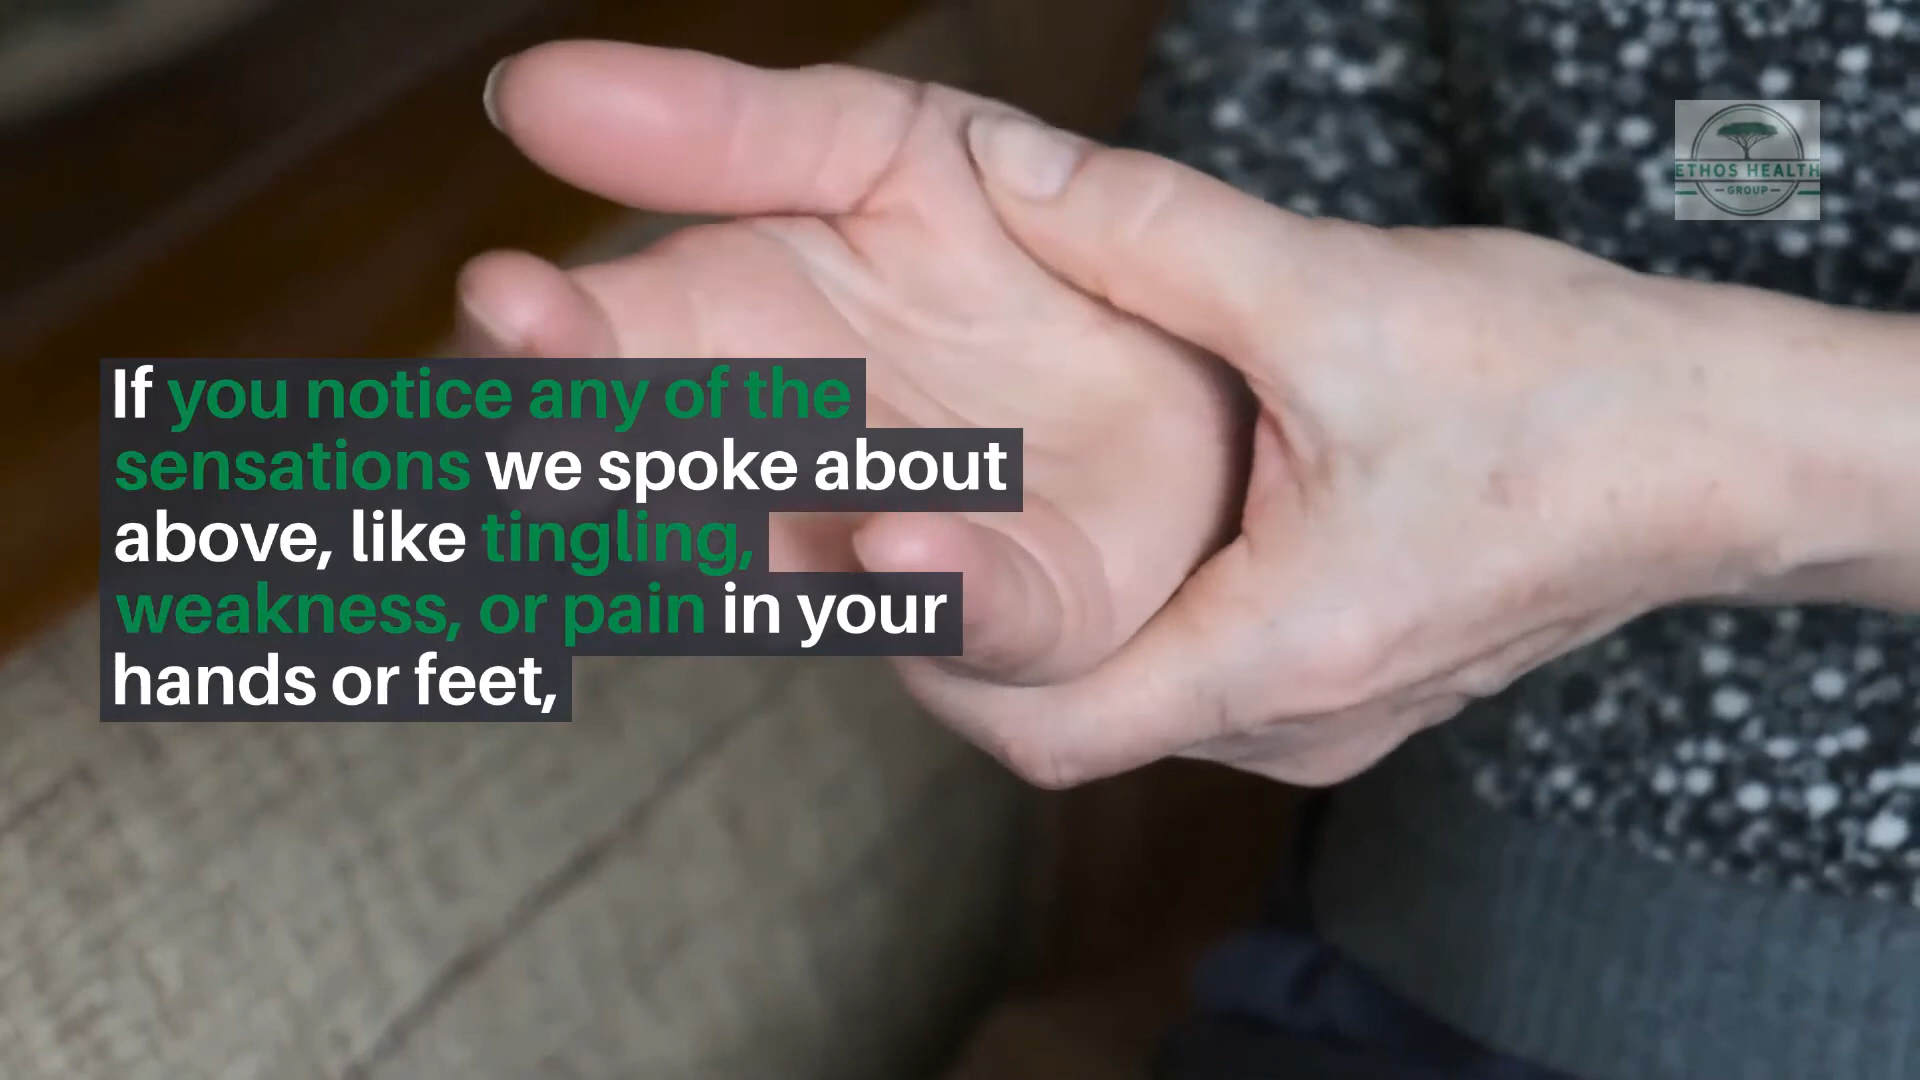 If you notice any of the
sensations we spoke about
above, like tingling,
weakness, or pain in your
hands or feet,
ETHOS HEALTH
GROUP